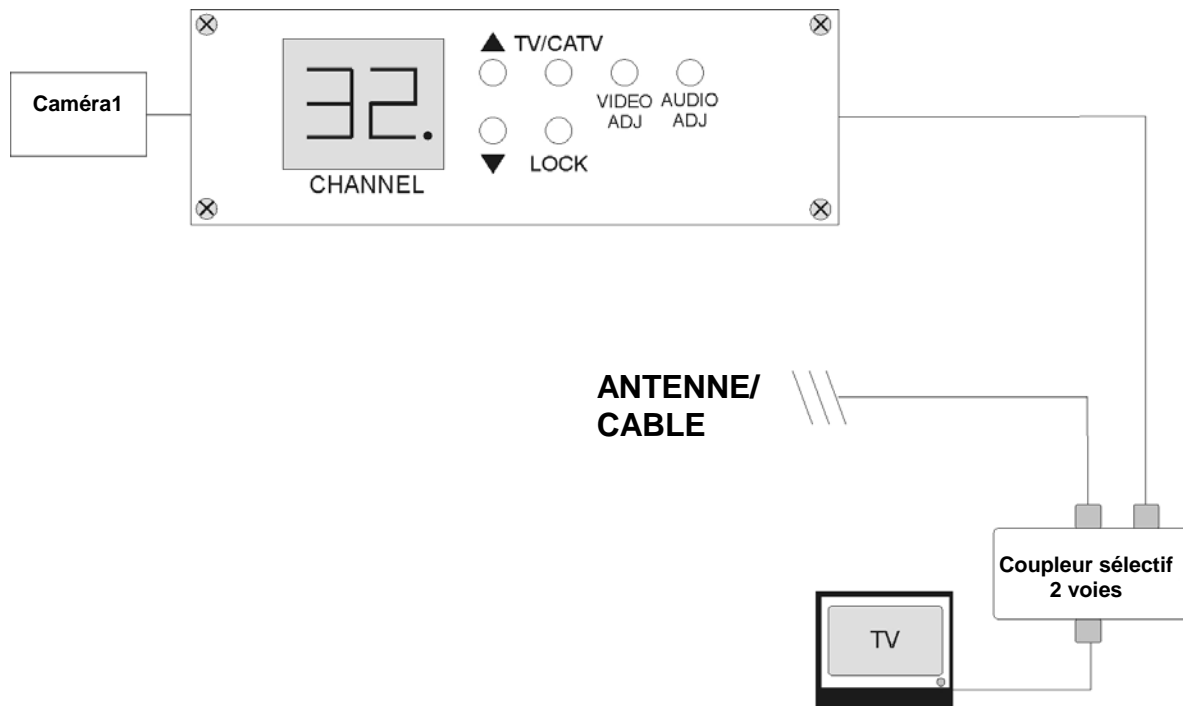 ▲ TV/CATV
Caméra1
32.
VIDEO ADJ
AUDIO ADJ
▼ LOCK
CHANNEL
ANTENNE/
CABLE
Coupleur sélectif
2 voies
TV